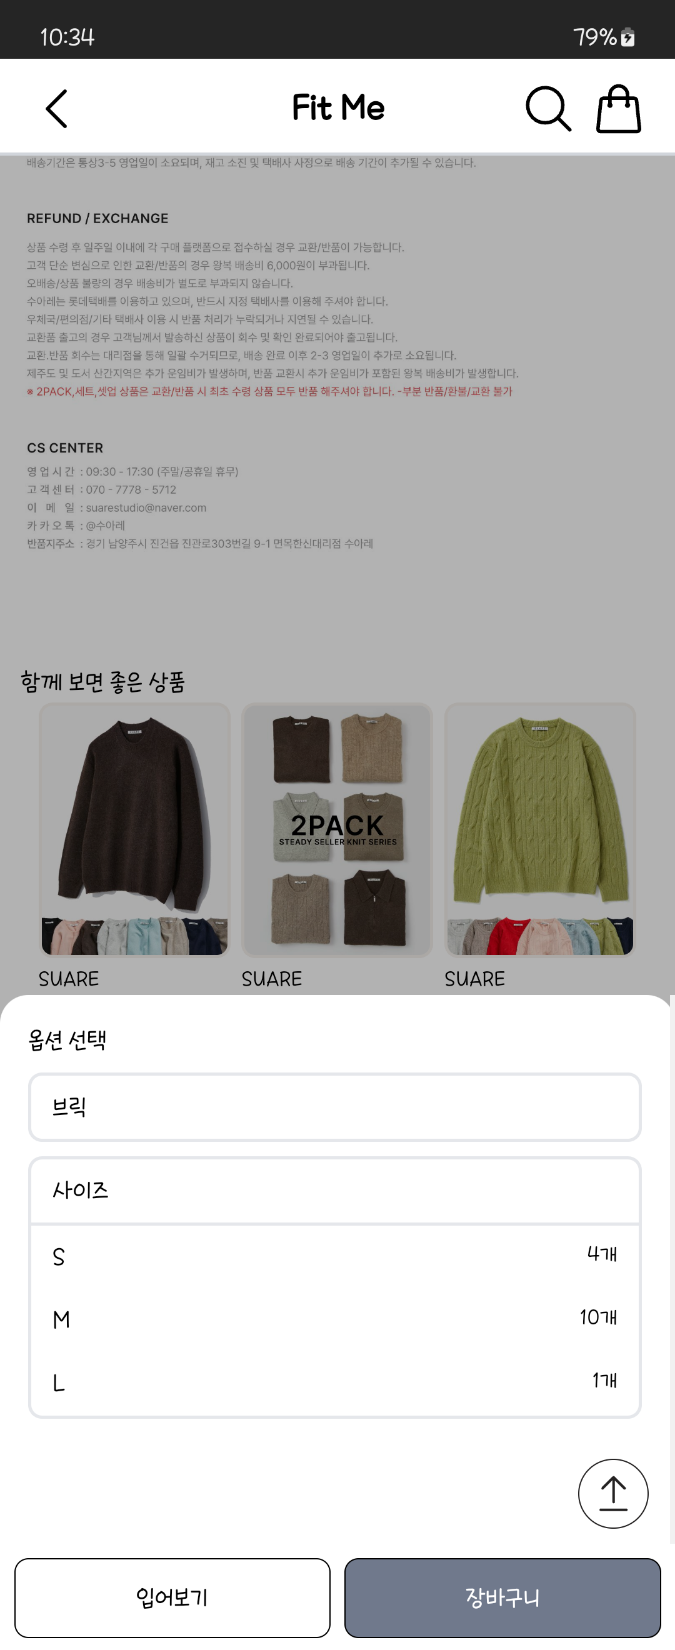 10:34
79%
Fit Me
배송기간은 통상3-5 영업일이 소요되며, 재고 소진 및 택배사 사정으로 배송 기간이 추가될 수 있습니다.
REFUND / EXCHANGE
상품 수령 후 일주일 이내에 각 구매 플랫폼으로 접수하실 경우 교환/반품이 가능합니다.
고객 단순 변심으로 인한 교환/반품의 경우 왕복 배송비 6,000원이 부과됩니다.
오배송/상품 불량의 경우 배송비가 별도로 부과되지 않습니다.
수아레는 롯데택배를 이용하고 있으며, 반드시 지정 택배사를 이용해 주셔야 합니다.
우체국/편의점/기타 택배사 이용 시 반품 처리가 누락되거나 지연될 수 있습니다.
교환품 출고의 경우 고객님께서 발송하신 상품이 회수 및 확인 완료되어야 출고됩니다.
교환.반품 회수는 대리점을 통해 일괄 수거되므로, 배송 완료 이후 2-3 영업일이 추가로 소요됩니다.
제주도 및 도서 산간지역은 추가 운임비가 발생하며, 반품 교환시 추가 운임비가 포함된 왕복 배송비가 발생합니다.
※ 2PACK,세트,셋업 상품은 교환/반품 시 최초 수령 상품 모두 반품 해주셔야 합니다. -부분 반품/환불/교환 불가
CS CENTER
영 업 시 간 : 09:30 - 17:30 (주말/공휴일 휴무)
고 객 센 터 : 070 - 7778 - 5712
이 메 일 : suarestudio@naver.com
카 카 오 톡 : @수아레
반품지주소 : 경기 남양주시 진건읍 진관로303번길 9-1 면목한신대리점 수아레
함께 보면 좋은 상품
2PACK
STEADY SELLER KNIT SERIES
SUARE
SUARE
SUARE
옵션 선택
브릭
사이즈
S 4개
M 10개
L 1개
입어보기
장바구니